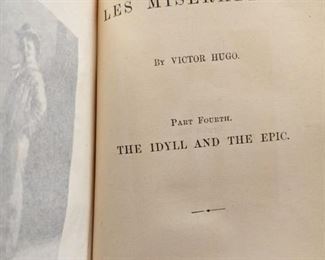 LES
By VICTOR HUGO.
Part Fourth.
THE IDYLL AND THE EPIC.